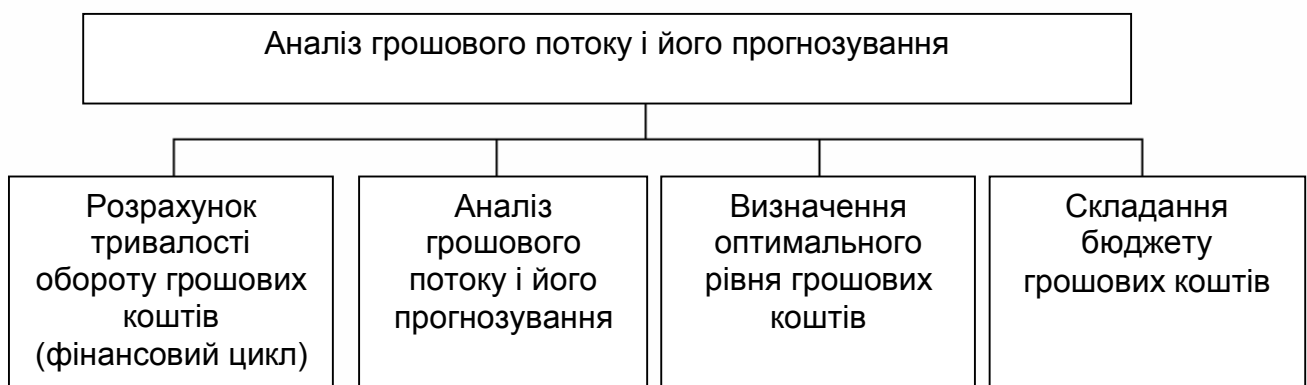 Аналіз грошового потоку і його прогнозування
Розрахунок
тривалості
обороту грошових
коштів
(фінансовий цикл)
Аналіз
грошового
потоку і його
прогнозування
Визначення
оптимального
рівня грошових
коштів
Складання
бюджету
грошових коштів